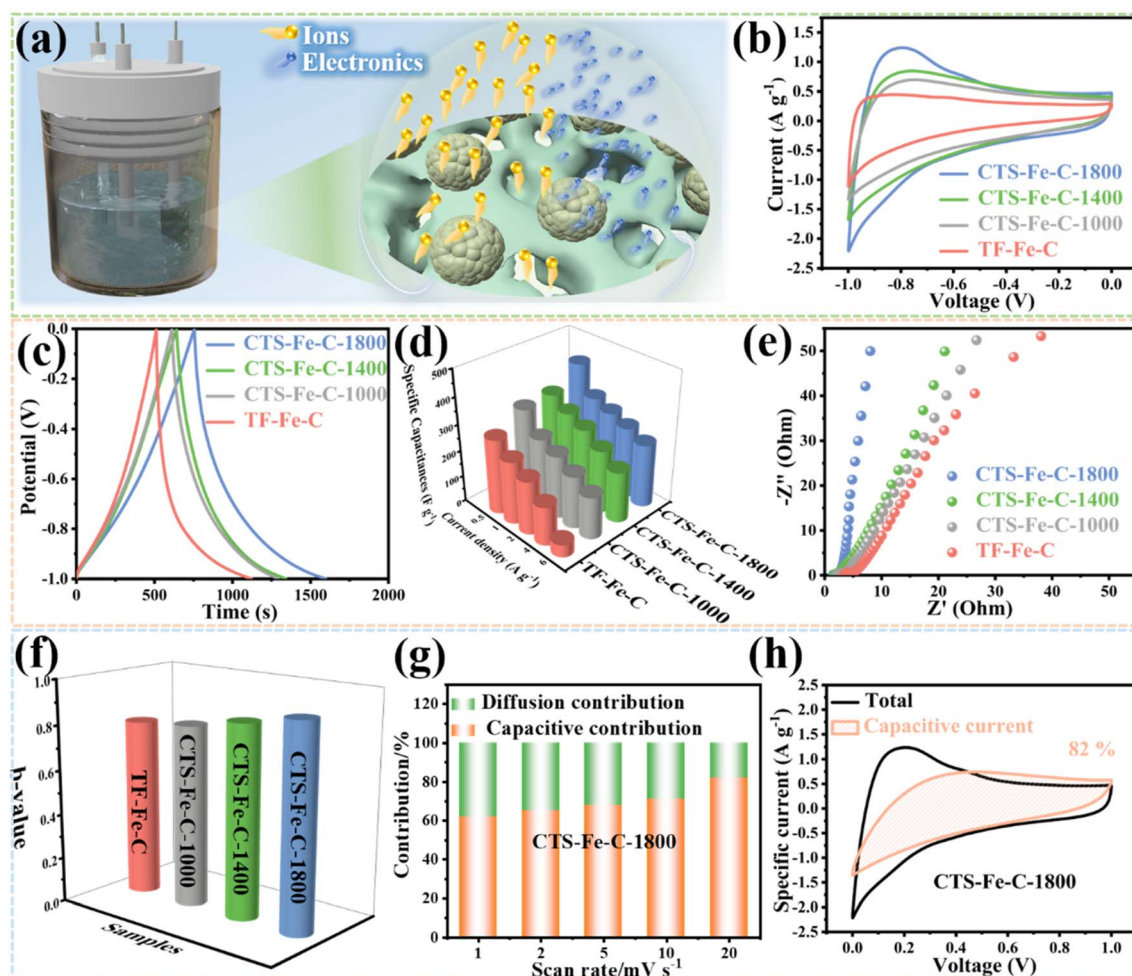 (a)
Ions
Electronics
(b)
Current (A g⁻¹)
1.5
1.0
0.5
0.0
-0.5
-1.0
-1.5
-2.0
-2.5
CTS-Fe-C-1800
CTS-Fe-C-1400
CTS-Fe-C-1000
TF-Fe-C
-1.0 -0.8 -0.6 -0.4 -0.2 0.0
Voltage (V)
(c)
Potential (V)
0.0
-0.2
-0.4
-0.6
-0.8
-1.0
CTS-Fe-C-1800
CTS-Fe-C-1400
CTS-Fe-C-1000
TF-Fe-C
0 500 1000 1500 2000
Time (s)
(d)
Specific Capacitances (F g⁻¹)
500
400
300
200
100
0
0.5
1
2
4
6
Current density (A g⁻¹)
CTS-Fe-C-1800
CTS-Fe-C-1400
CTS-Fe-C-1000
TF-Fe-C
(e)
-Z'' (Ohm)
50
40
30
20
10
0
CTS-Fe-C-1800
CTS-Fe-C-1400
CTS-Fe-C-1000
TF-Fe-C
0 10 20 30 40 50
Z' (Ohm)
(f)
b-value
1.0
0.8
0.6
0.4
0.2
0.0
TF-Fe-C
CTS-Fe-C-1000
CTS-Fe-C-1400
CTS-Fe-C-1800
Samples
(g)
Contribution/%
120
100
80
60
40
20
0
Diffusion contribution
Capacitive contribution
CTS-Fe-C-1800
1 2 5 10 20
Scan rate/mV s⁻¹
(h)
Specific current (A g⁻¹)
2.5
2.0
1.5
1.0
0.5
0.0
-0.5
-1.0
-1.5
-2.0
-2.5
Total
Capacitive current
82 %
CTS-Fe-C-1800
0.0 0.2 0.4 0.6 0.8 1.0
Voltage (V)